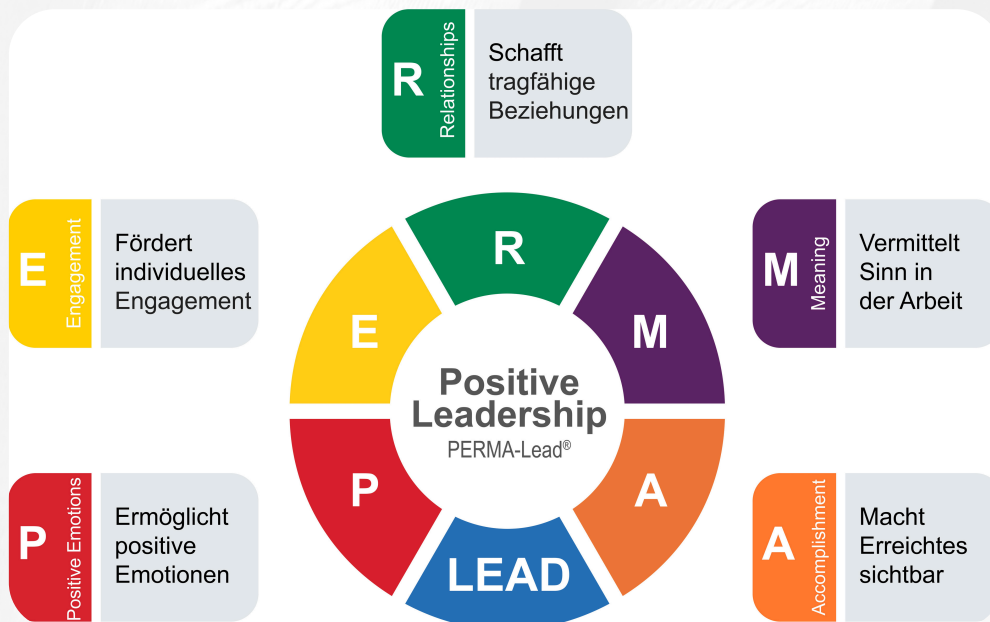 R
Relationships
Schafft
tragfähige
Beziehungen
E
Engagement
Fördert
individuelles
Engagement
M
Meaning
Vermittelt
Sinn in
der Arbeit
R
E
M
Positive
Leadership
PERMA-Lead®
P
A
LEAD
P
Positive Emotions
Ermöglicht
positive
Emotionen
A
Accomplishment
Macht
Erreichtes
sichtbar